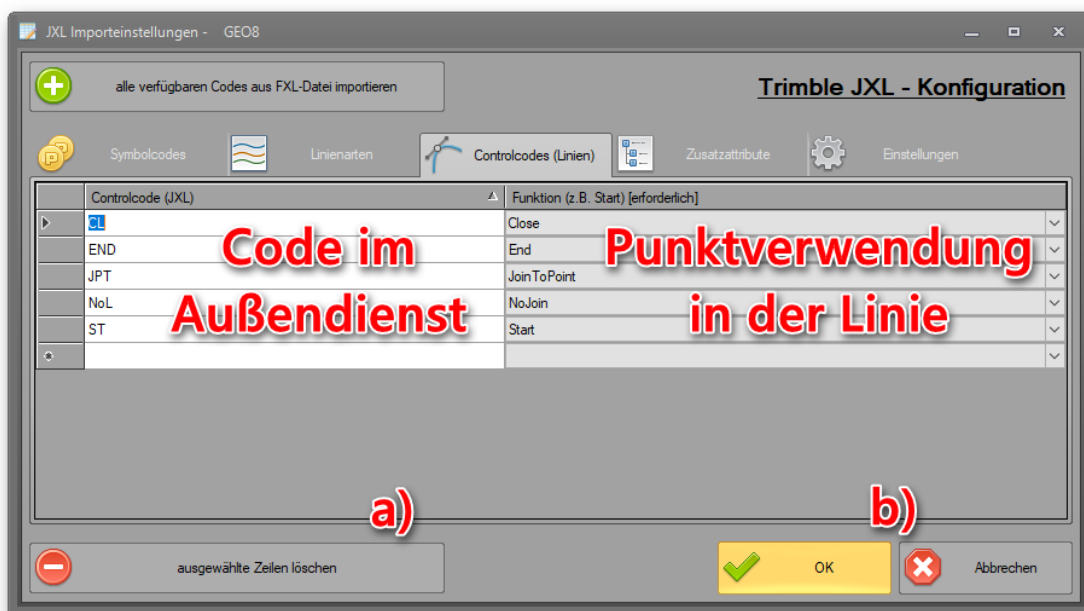 JXL Importeinstellungen - GEO8
alle verfügbaren Codes aus FXL-Datei importieren
Trimble JXL - Konfiguration
Symbolcodes
Linienarten
Controlcodes (Linien)
Zusatzattribute
Einstellungen
Controlcode (JXL)
Funktion (z.B. Start) [erforderlich]
CL
Close
END
End
JPT
JoinToPoint
NoL
NoJoin
ST
Start
Code im
Außendienst
Punktverwendung
in der Linie
a)
b)
ausgewählte Zeilen löschen
OK
Abbrechen